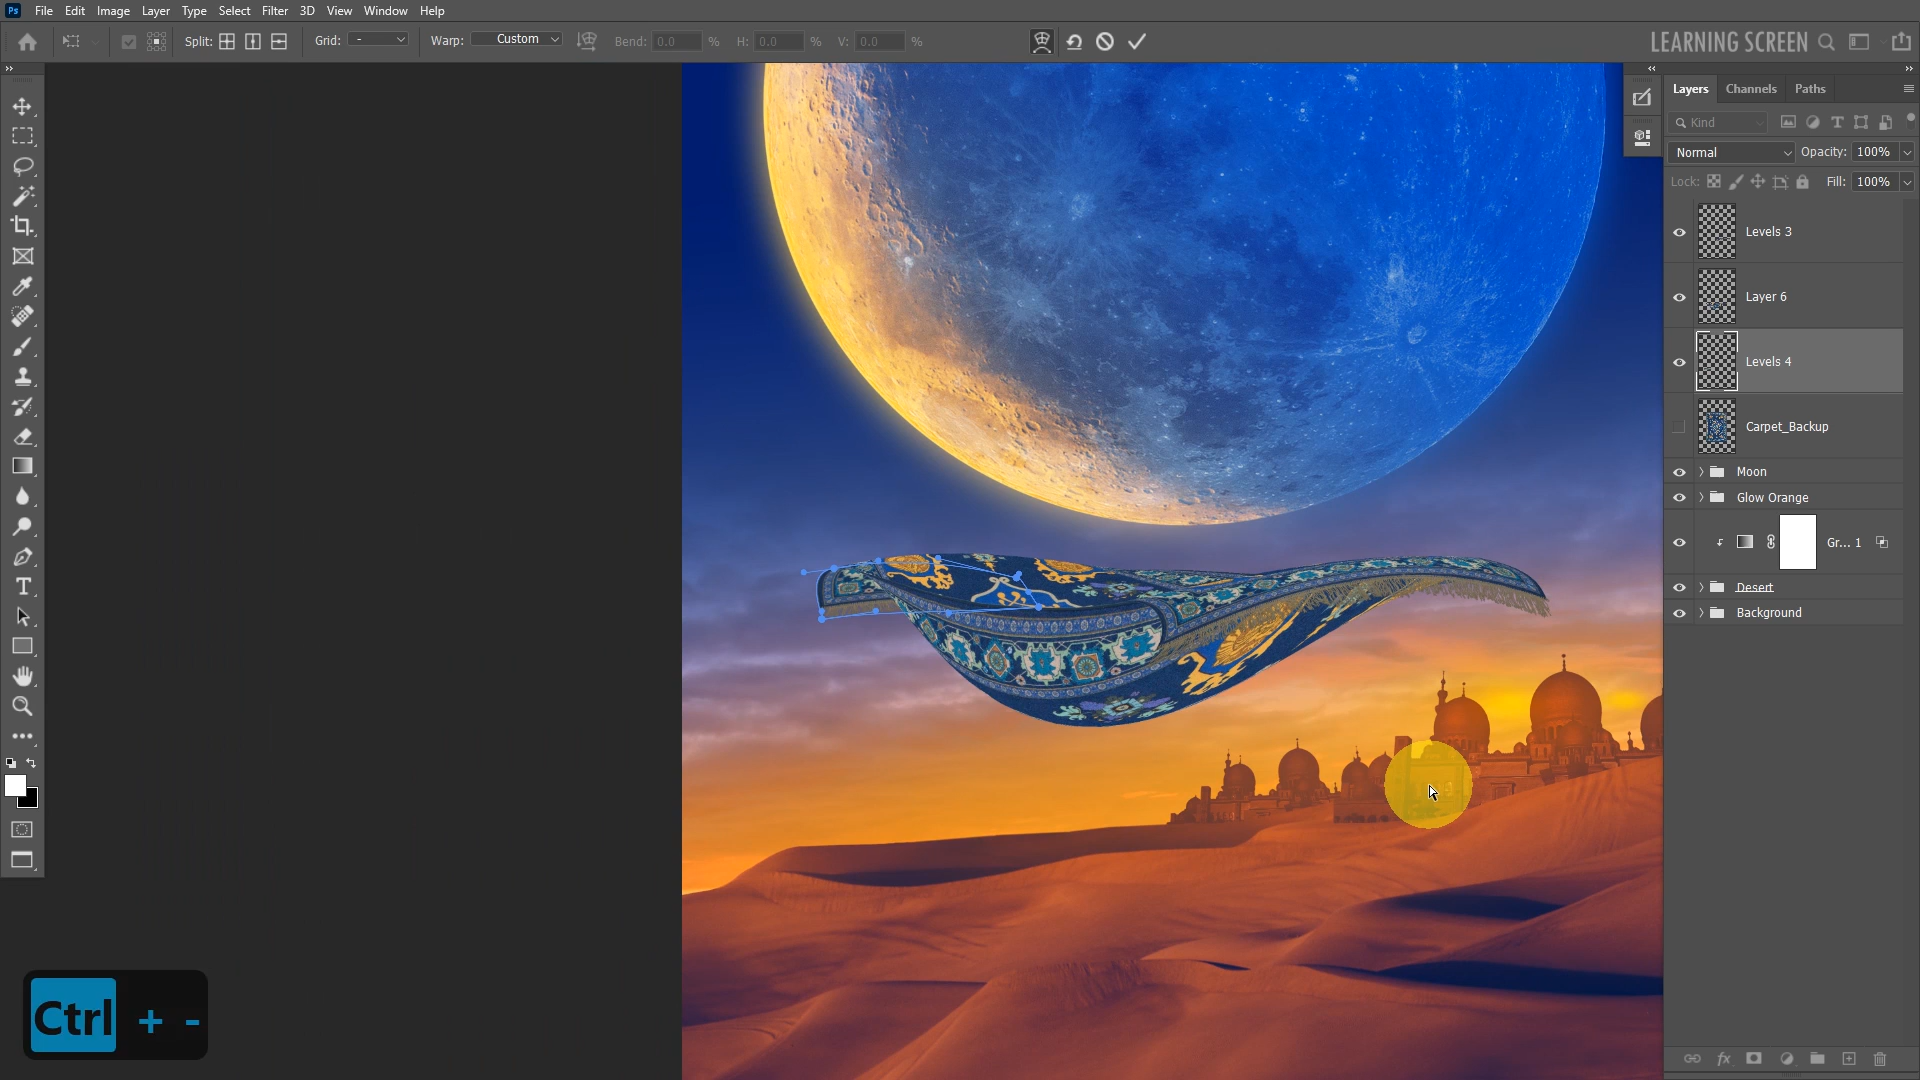 Ps File Edit Image Layer Type Select Filter 3D View Window Help
Split: Grid: - Warp: Custom Bend: 0.0 % H: 0.0 % V: 0.0 % LEARNING SCREEN
Layers Channels Paths
Kind
Normal Opacity: 100%
Lock: Fill: 100%
Levels 3
Layer 6
Levels 4
Carpet_Backup
Moon
Glow Orange
Gr... 1
Desert
Background
Ctrl + -
fx